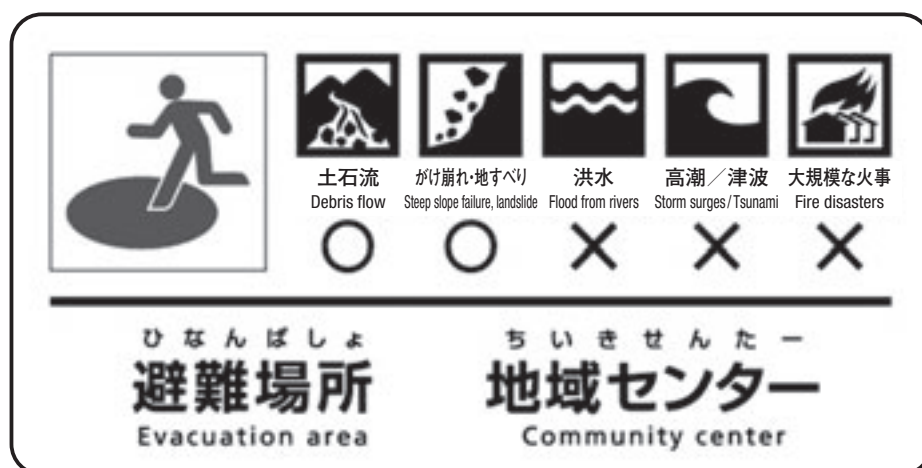 土石流 がけ崩れ・地すべり 洪水 高潮/津波 大規模な火事
Debris flow Steep slope failure, landslide Flood from rivers Storm surges/Tsunami Fire disasters
○ ○ × × ×
ひなんばしょ ちいきせんたー
避難場所 地域センター
Evacuation area Community center